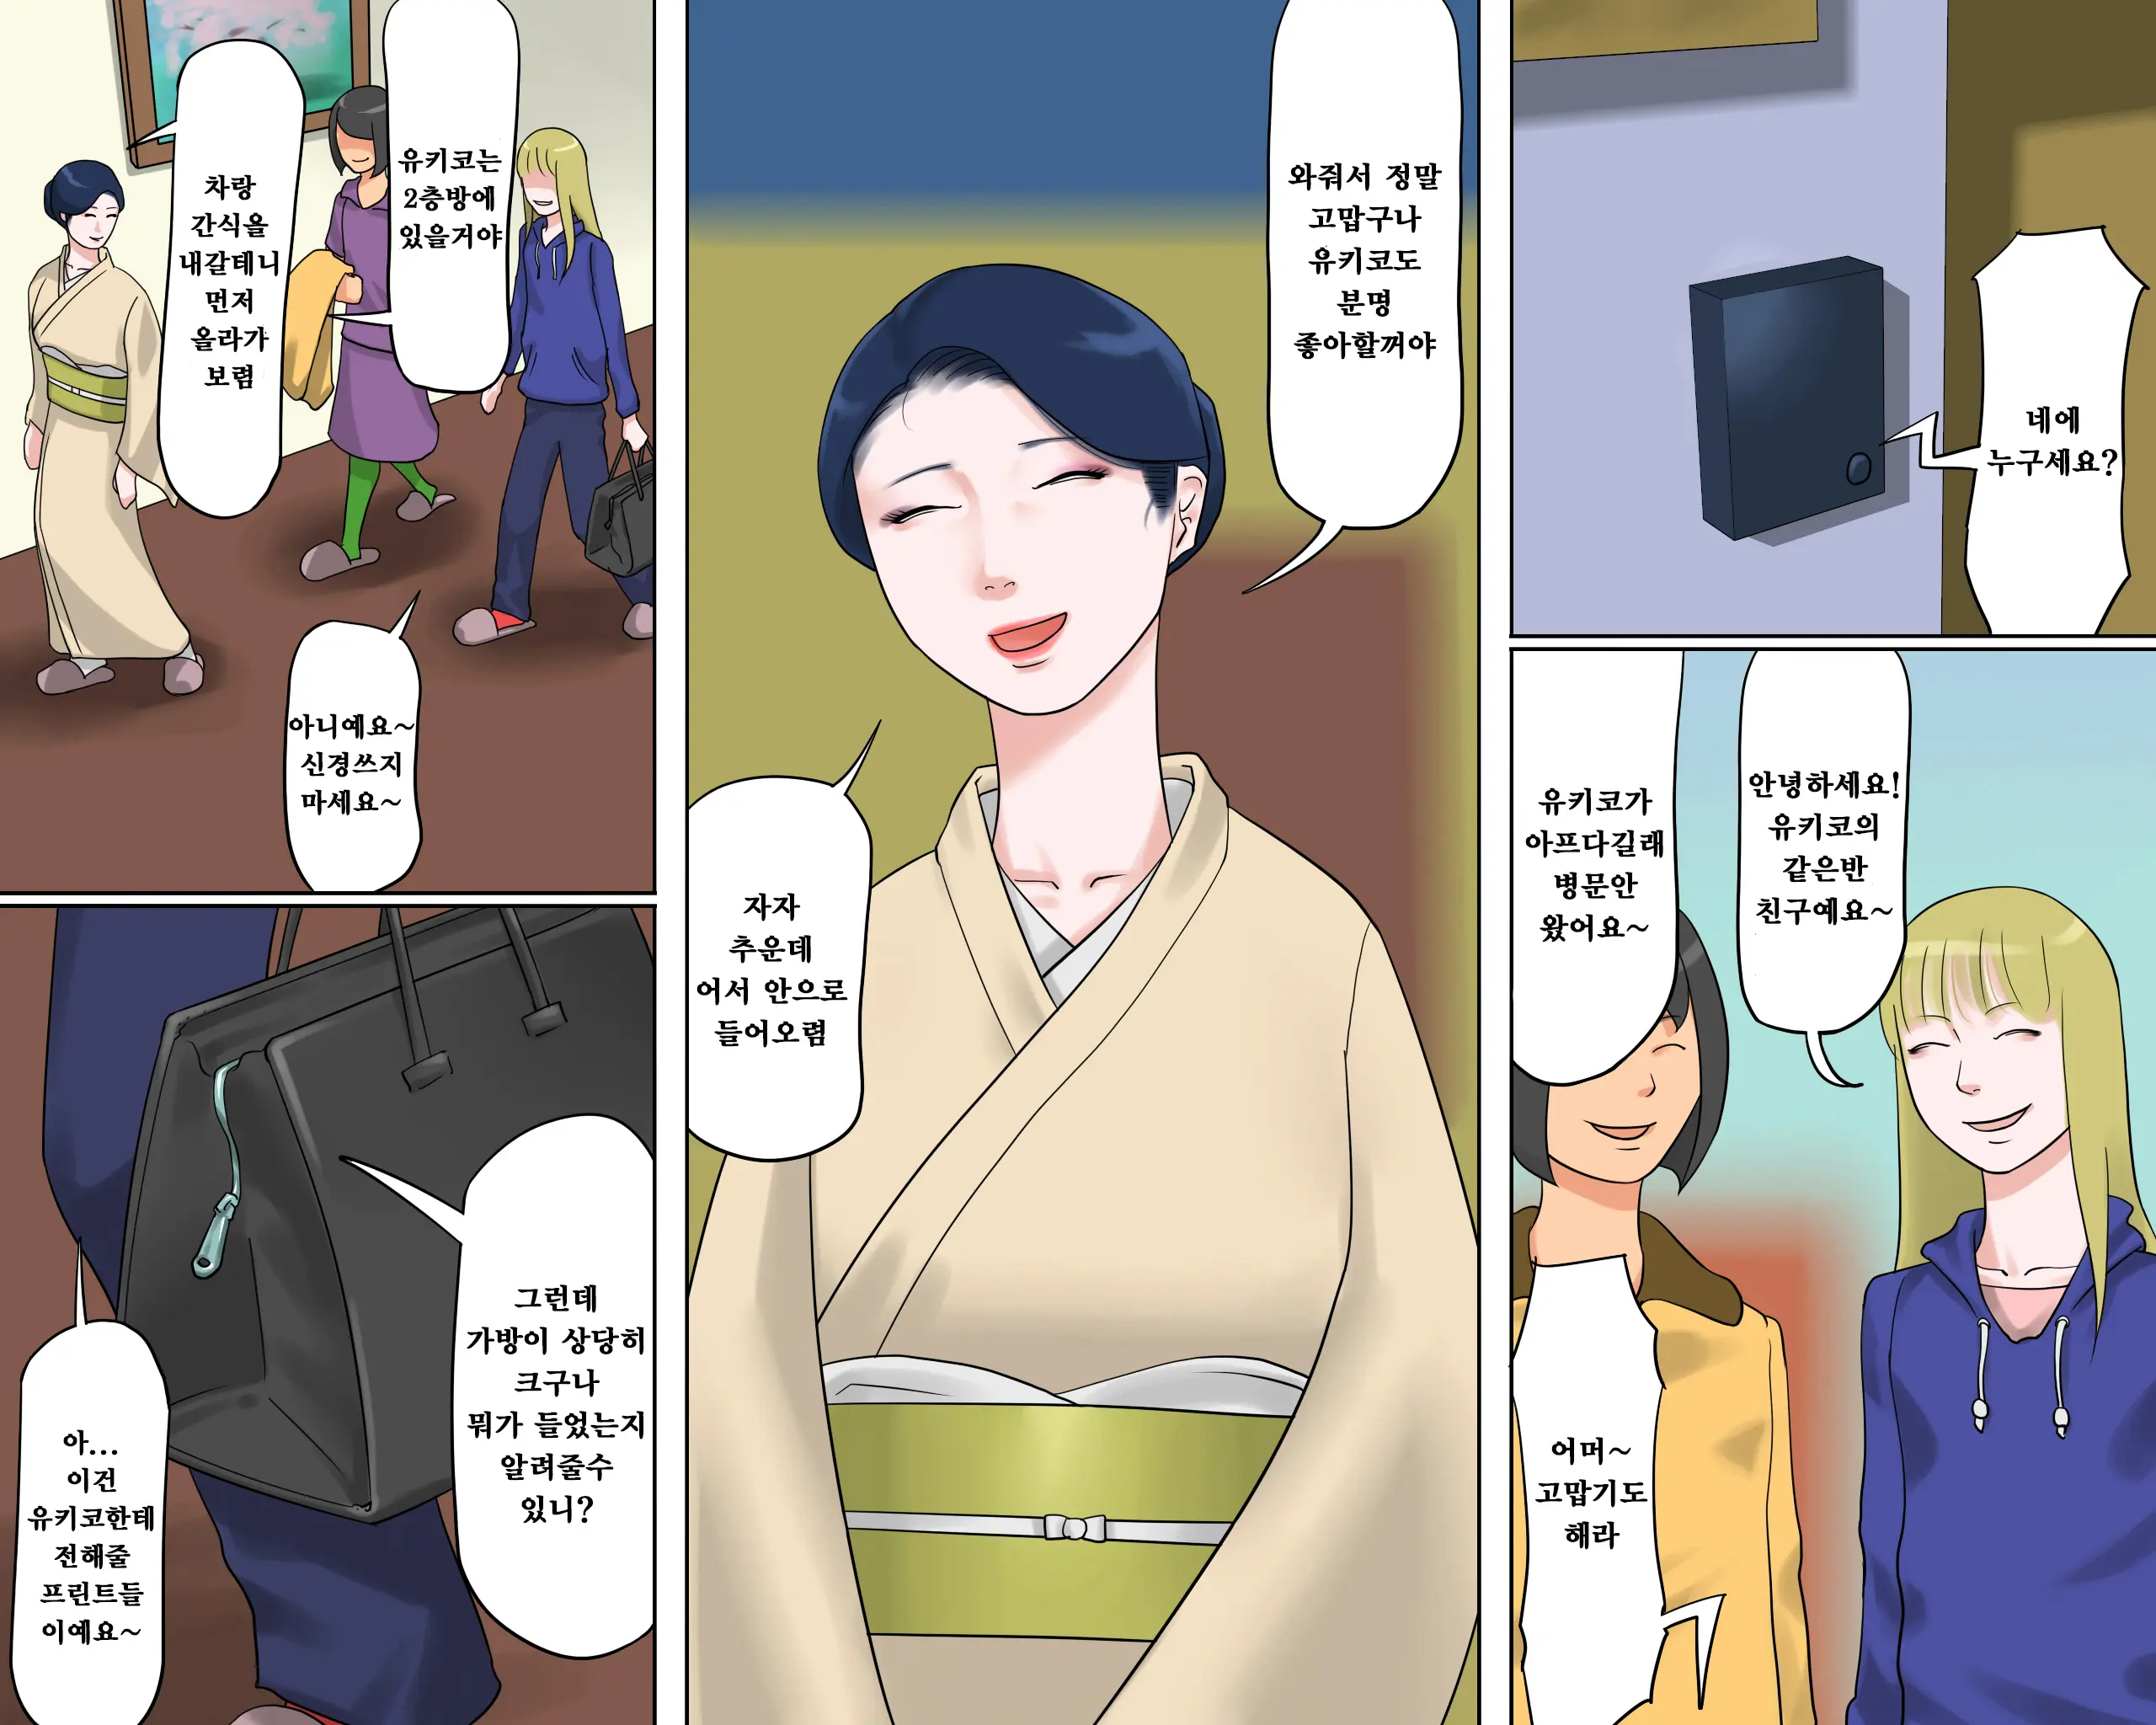 네에
누구세요?
안녕하세요!
유키코의
같은반
친구예요~
유키코가
아프다길래
병문안
왔어요~
어머~
고맙기도
해라
와줘서 정말
고맙구나
유키코도
분명
좋아할꺼야
자자
추운데
어서 안으로
들어오렴
유키코는
2층방에
있을거야
차랑
간식을
내갈테니
먼저
올라가
보렴
아니예요~
신경쓰지
마세요~
그런데
가방이 상당히
크구나
뭐가 들었는지
알려줄수
있니?
아...
이건
유키코한테
전해줄
프린트들
이예요~